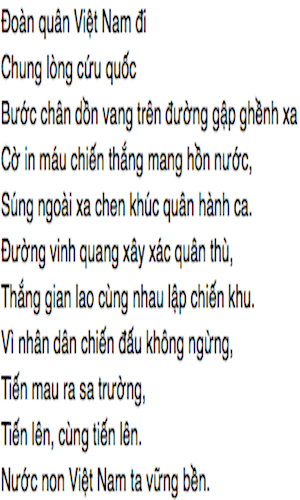 Đoàn quân Việt Nam đi
Chung lòng cứu quốc
Bước chân dồn vang trên đường gập ghềnh xa
Cờ in máu chiến thắng mang hồn nước,
Súng ngoài xa chen khúc quân hành ca.
Đường vinh quang xây xác quân thù,
Thắng gian lao cùng nhau lập chiến khu.
Vì nhân dân chiến đấu không ngừng,
Tiến mau ra sa trường,
Tiến lên, cùng tiến lên.
Nước non Việt Nam ta vững bền.